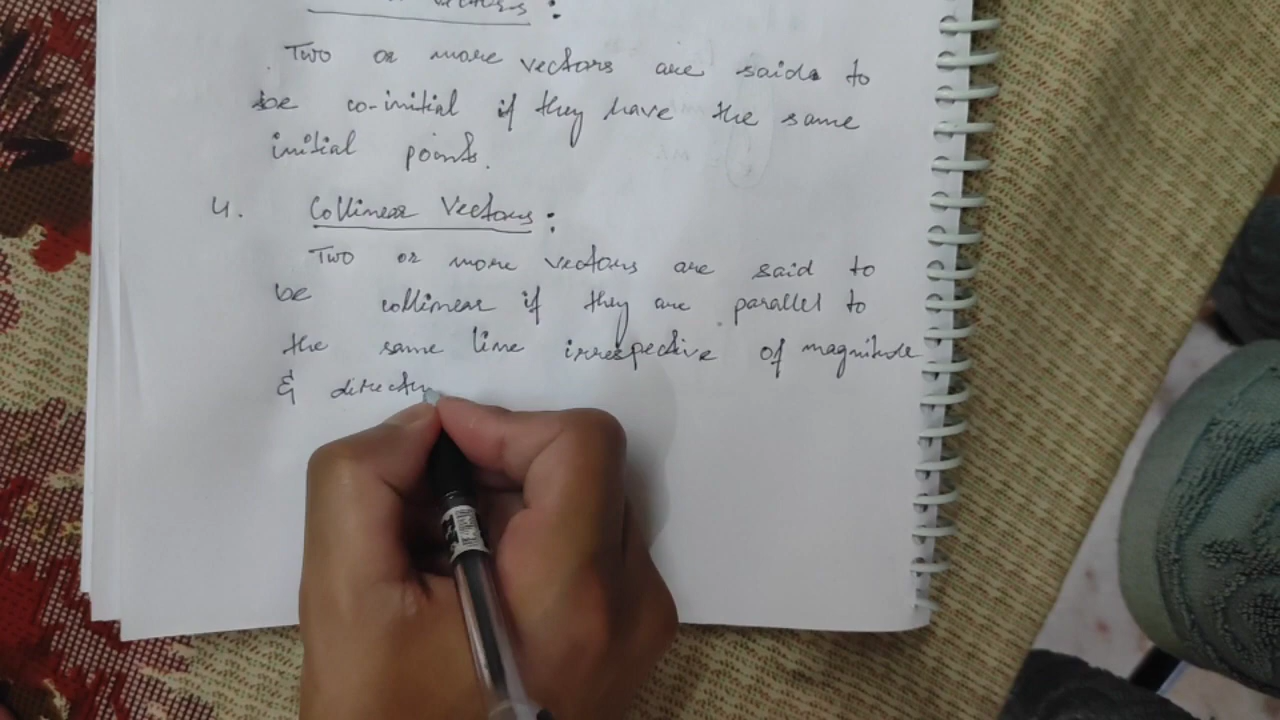 vectors :
Two or more vectors are said to
be co-initial if they have the same
initial points.
4. Collinear Vectors :
Two or more vectors are said to
be collinear if they are parallel to
the same line irrespective of magnitude
& directn